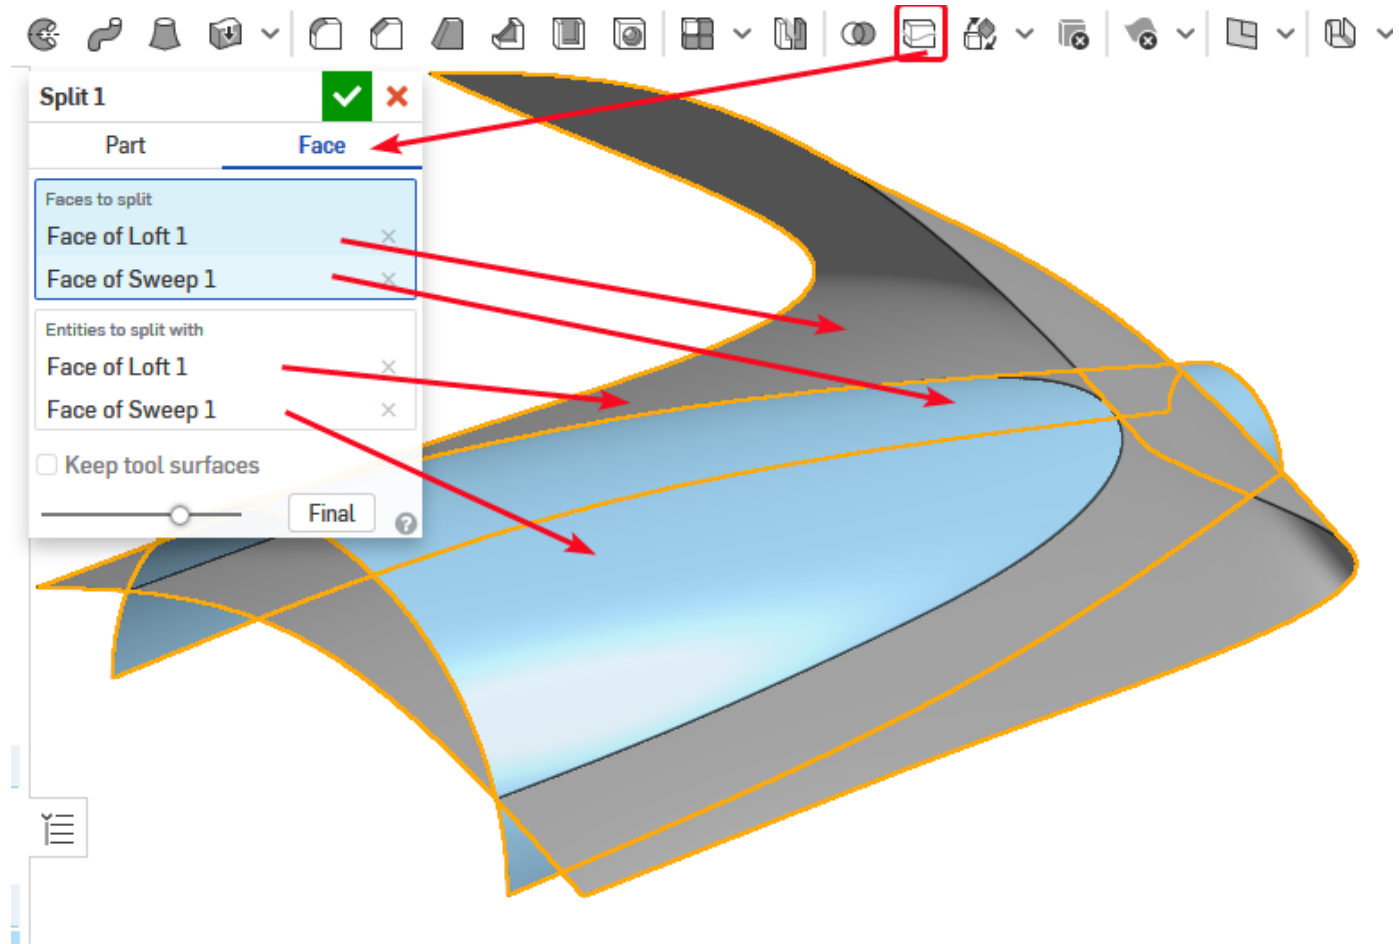 Split 1
Part Face
Faces to split
Face of Loft 1
Face of Sweep 1
Entities to split with
Face of Loft 1
Face of Sweep 1
Keep tool surfaces
Final